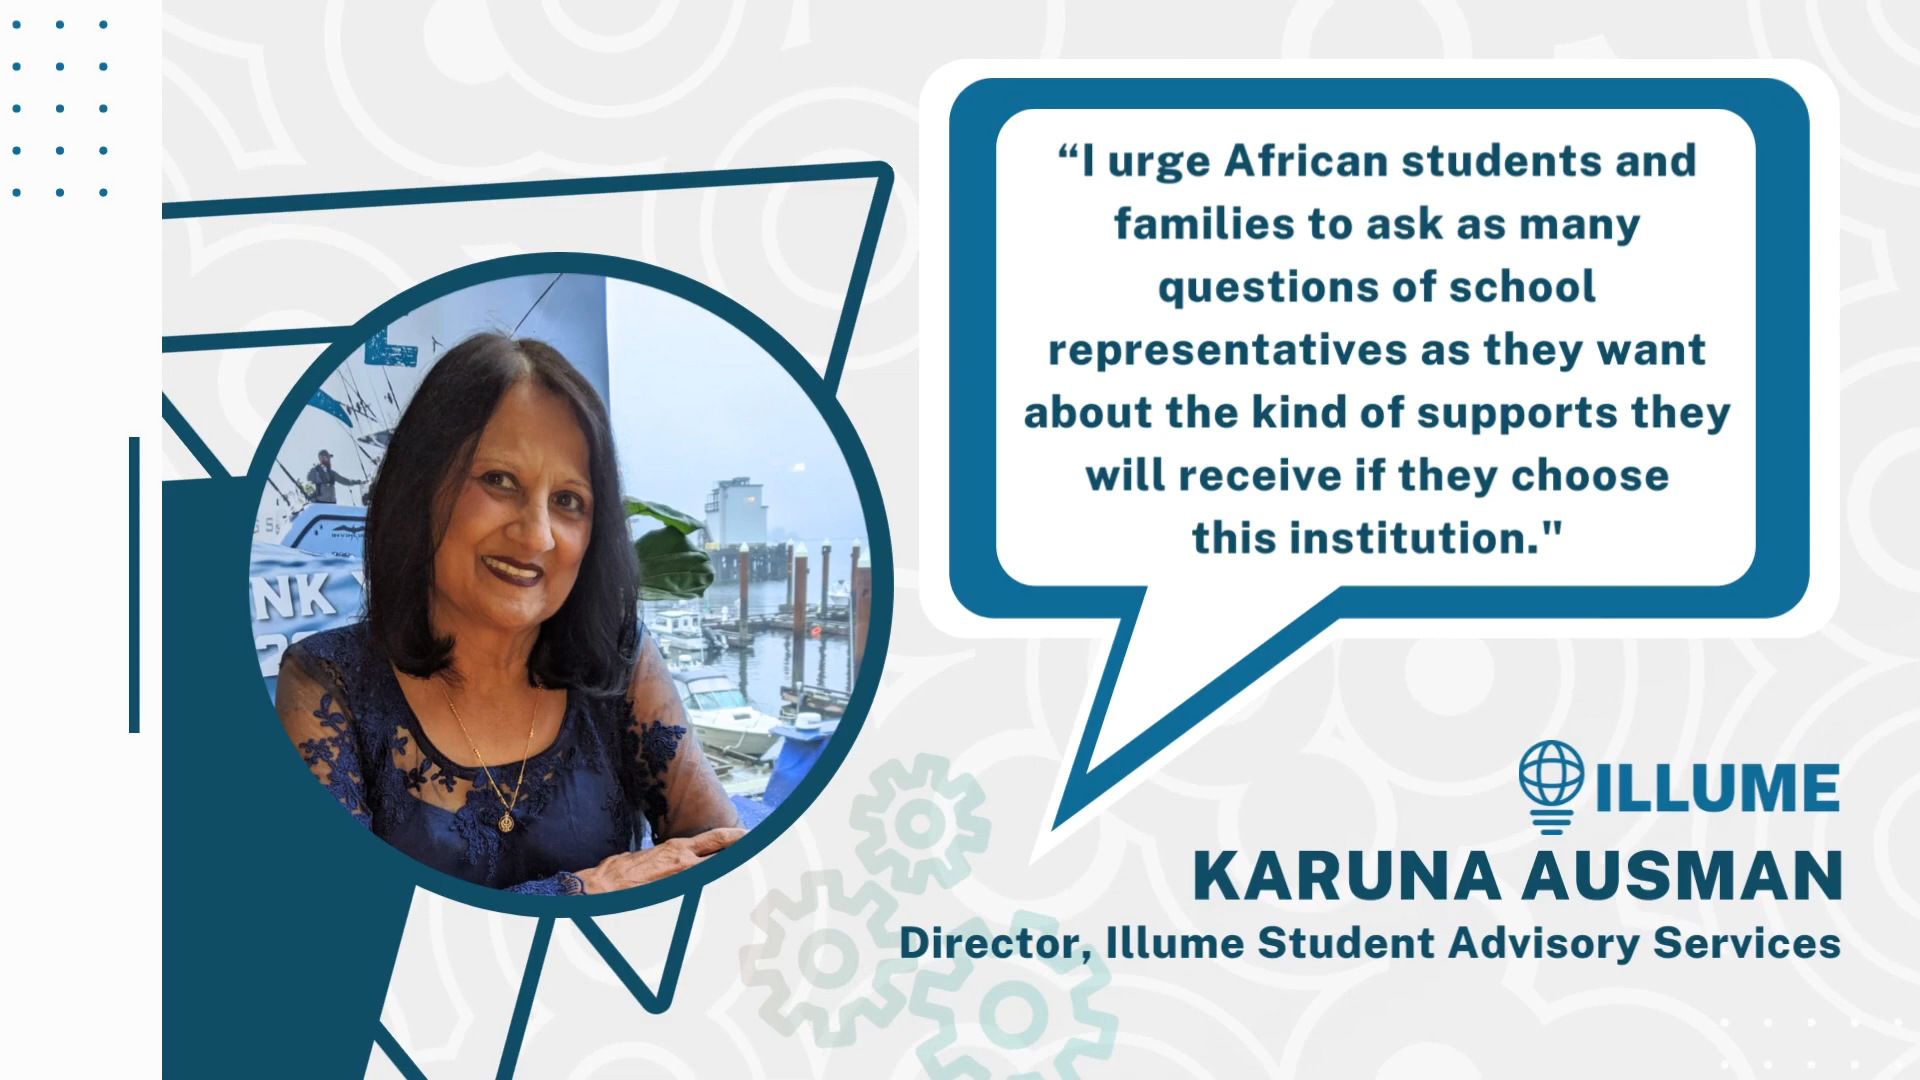 “I urge African students and
families to ask as many
questions of school
representatives as they want
about the kind of supports they
will receive if they choose
this institution."
NK
ILLUME
KARUNA AUSMAN
Director, Illume Student Advisory Services